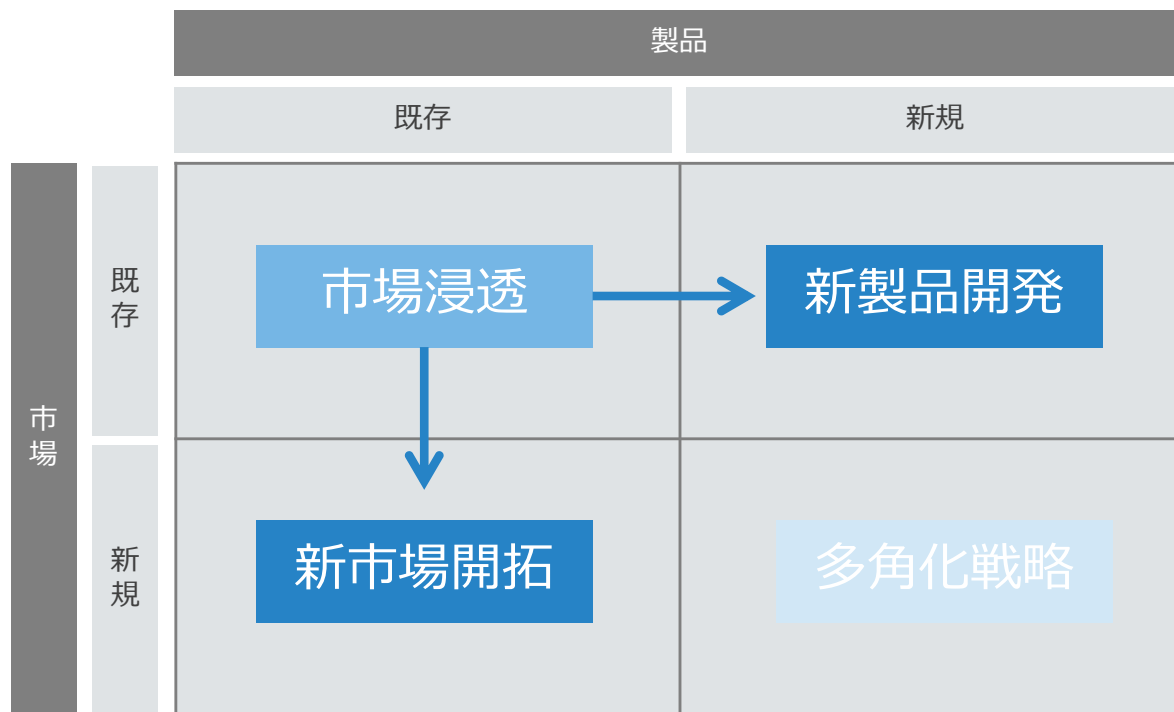 製品
既存
新規
市場
既存
市場浸透
新製品開発
新規
新市場開拓
多角化戦略